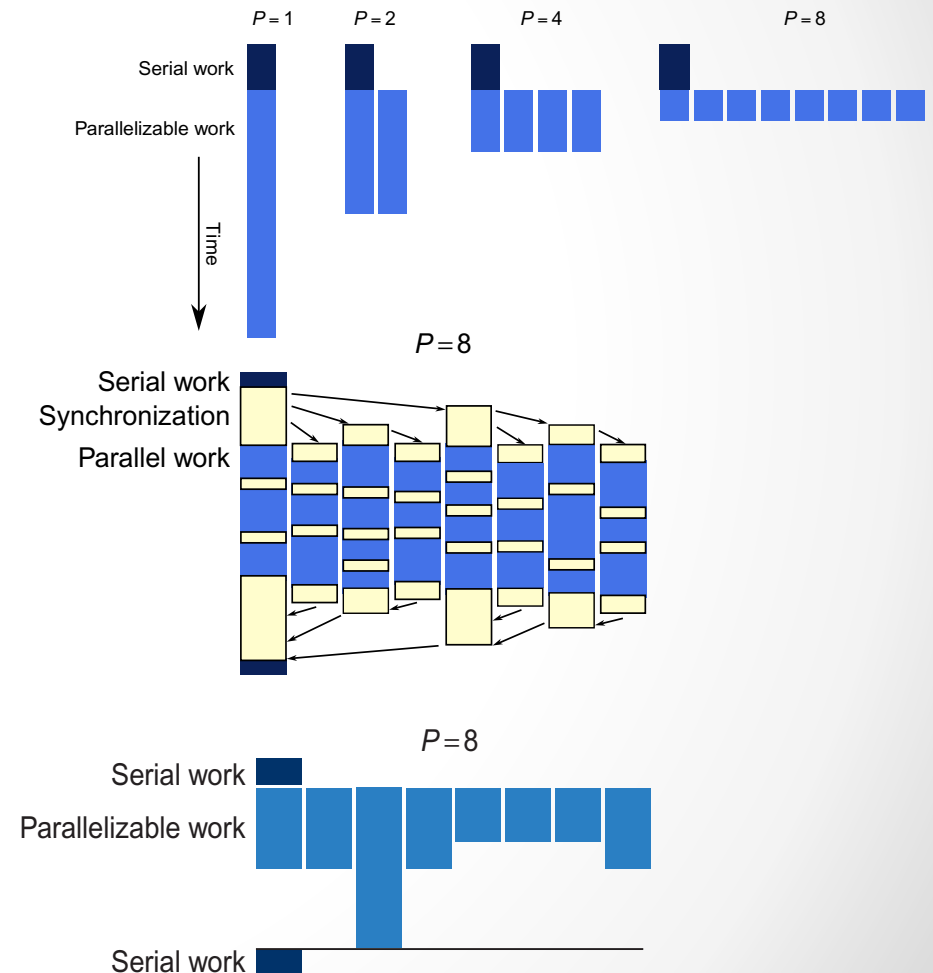 P = 1 P = 2 P = 4 P = 8
Serial work
Parallelizable work
Time
P = 8
Serial work
Synchronization
Parallel work
P = 8
Serial work
Parallelizable work
Serial work